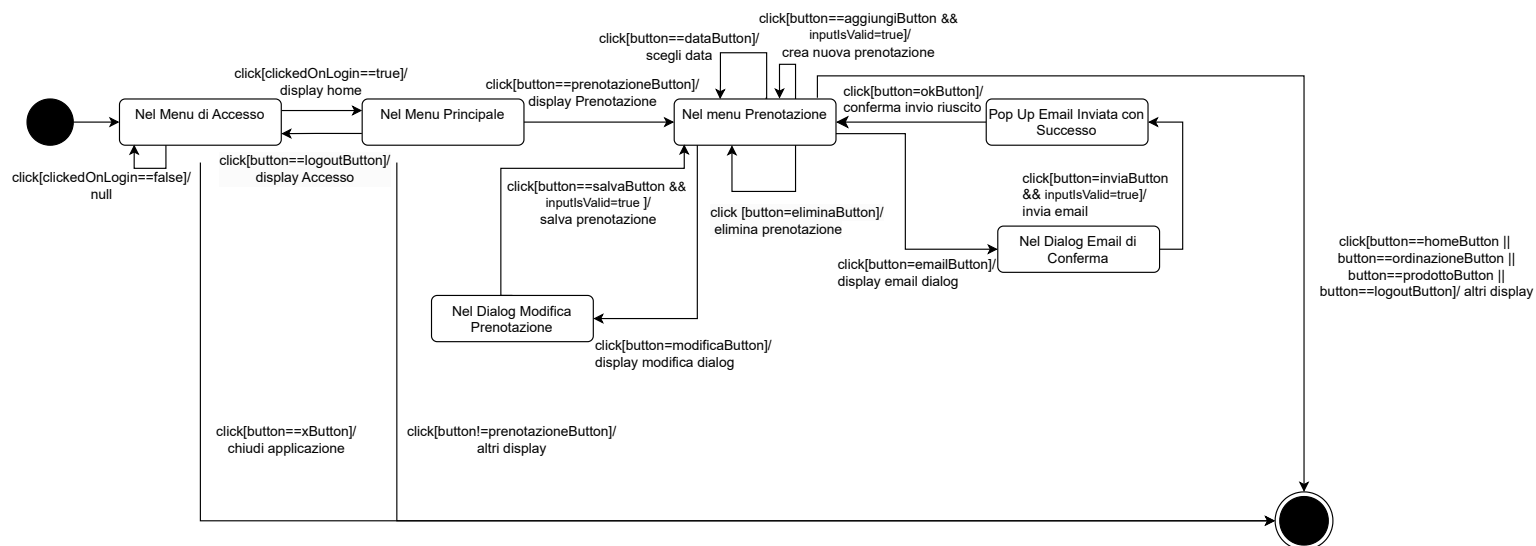 click[button==aggiungiButton &&
inputIsValid=true]/
crea nuova prenotazione
click[button==dataButton]/
scegli data
click[clickedOnLogin==true]/
display home
click[button==prenotazioneButton]/
display Prenotazione
click[button=okButton]/
conferma invio riuscito
Nel Menu di Accesso
Nel Menu Principale
Nel menu Prenotazione
Pop Up Email Inviata con
Successo
click[clickedOnLogin==false]/
null
click[button==logoutButton]/
display Accesso
click[button==salvaButton &&
inputIsValid=true ]/
salva prenotazione
click [button=eliminaButton]/
elimina prenotazione
click[button=inviaButton
&& inputIsValid=true]/
invia email
Nel Dialog Email di
Conferma
click[button=emailButton]/
display email dialog
click[button==homeButton ||
button==ordinazioneButton ||
button==prodottoButton ||
button==logoutButton]/ altri display
Nel Dialog Modifica
Prenotazione
click[button=modificaButton]/
display modifica dialog
click[button==xButton]/
chiudi applicazione
click[button!=prenotazioneButton]/
altri display